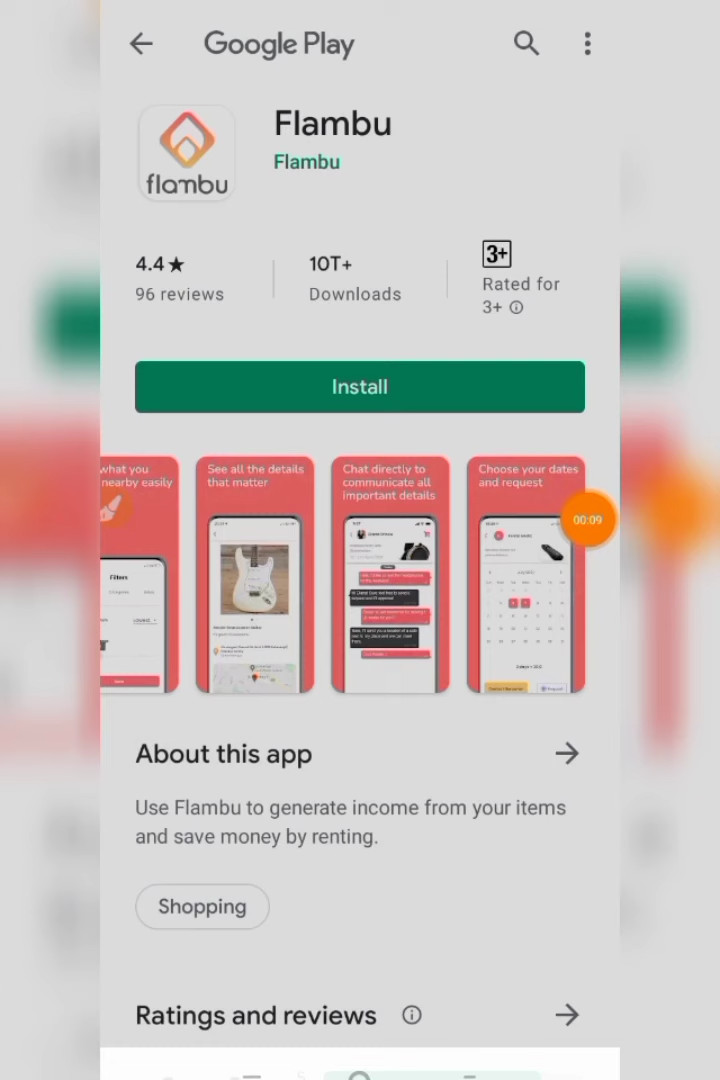 Google Play
Flambu
Flambu
flambu
4.4★
96 reviews
10T+
Downloads
3+
Rated for
3+
Install
what you
nearby easily
Filters
See all the details
that matter
Chat directly to
communicate all
important details
Choose your dates
and request
00:09
About this app
Use Flambu to generate income from your items
and save money by renting.
Shopping
Ratings and reviews